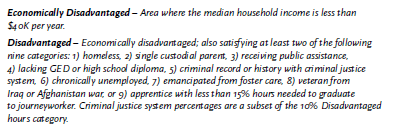 Economically Disadvantaged – Area where the median household income is less than
$40K per year.
Disadvantaged – Economically disadvantaged; also satisfying at least two of the following
nine categories: 1) homeless, 2) single custodial parent, 3) receiving public assistance,
4) lacking GED or high school diploma, 5) criminal record or history with criminal justice
system, 6) chronically unemployed, 7) emancipated from foster care, 8) veteran from
Iraq or Afghanistan war, or 9) apprentice with less than 15% hours needed to graduate
to journeyworker. Criminal justice system percentages are a subset of the 10% Disadvantaged
hours category.